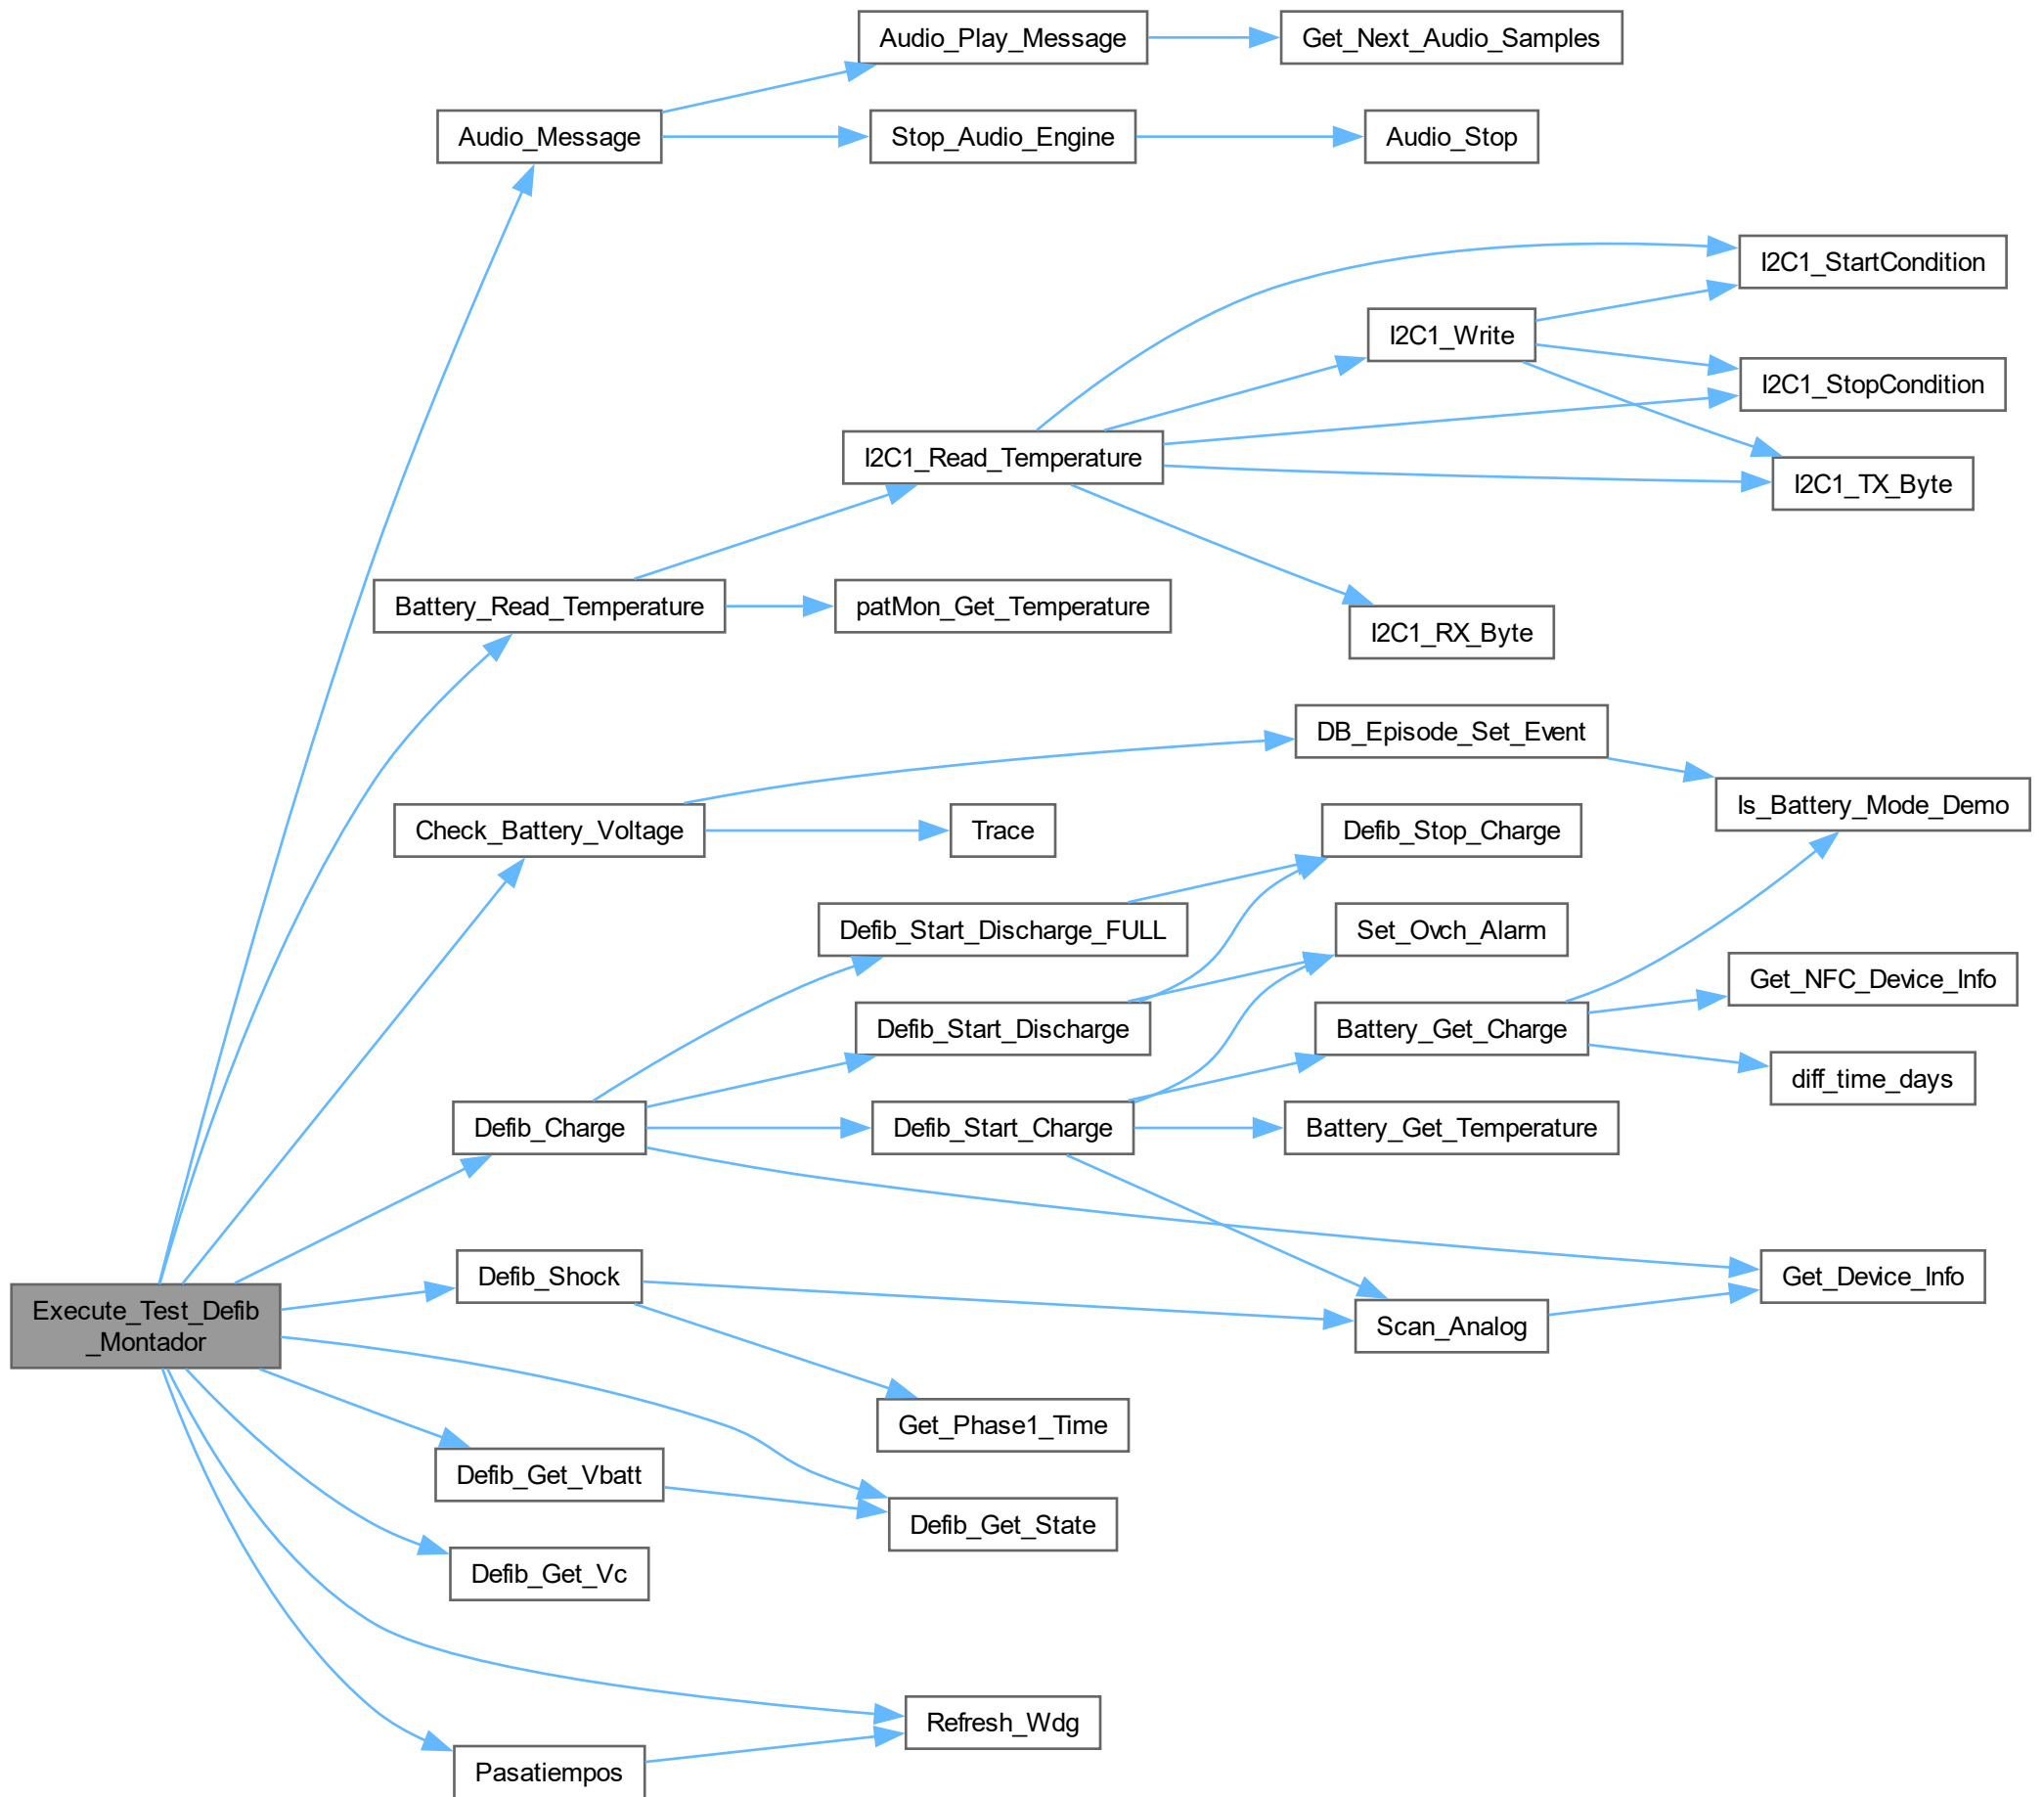 Audio_Play_Message
Get_Next_Audio_Samples
Audio_Message
Stop_Audio_Engine
Audio_Stop
I2C1_StartCondition
I2C1_Write
I2C1_StopCondition
I2C1_Read_Temperature
I2C1_TX_Byte
Battery_Read_Temperature
patMon_Get_Temperature
I2C1_RX_Byte
DB_Episode_Set_Event
Is_Battery_Mode_Demo
Check_Battery_Voltage
Trace
Defib_Stop_Charge
Defib_Start_Discharge_FULL
Set_Ovch_Alarm
Get_NFC_Device_Info
Defib_Start_Discharge
Battery_Get_Charge
diff_time_days
Defib_Charge
Defib_Start_Charge
Battery_Get_Temperature
Defib_Shock
Get_Device_Info
Execute_Test_Defib
_Montador
Scan_Analog
Get_Phase1_Time
Defib_Get_Vbatt
Defib_Get_State
Defib_Get_Vc
Refresh_Wdg
Pasatiempos